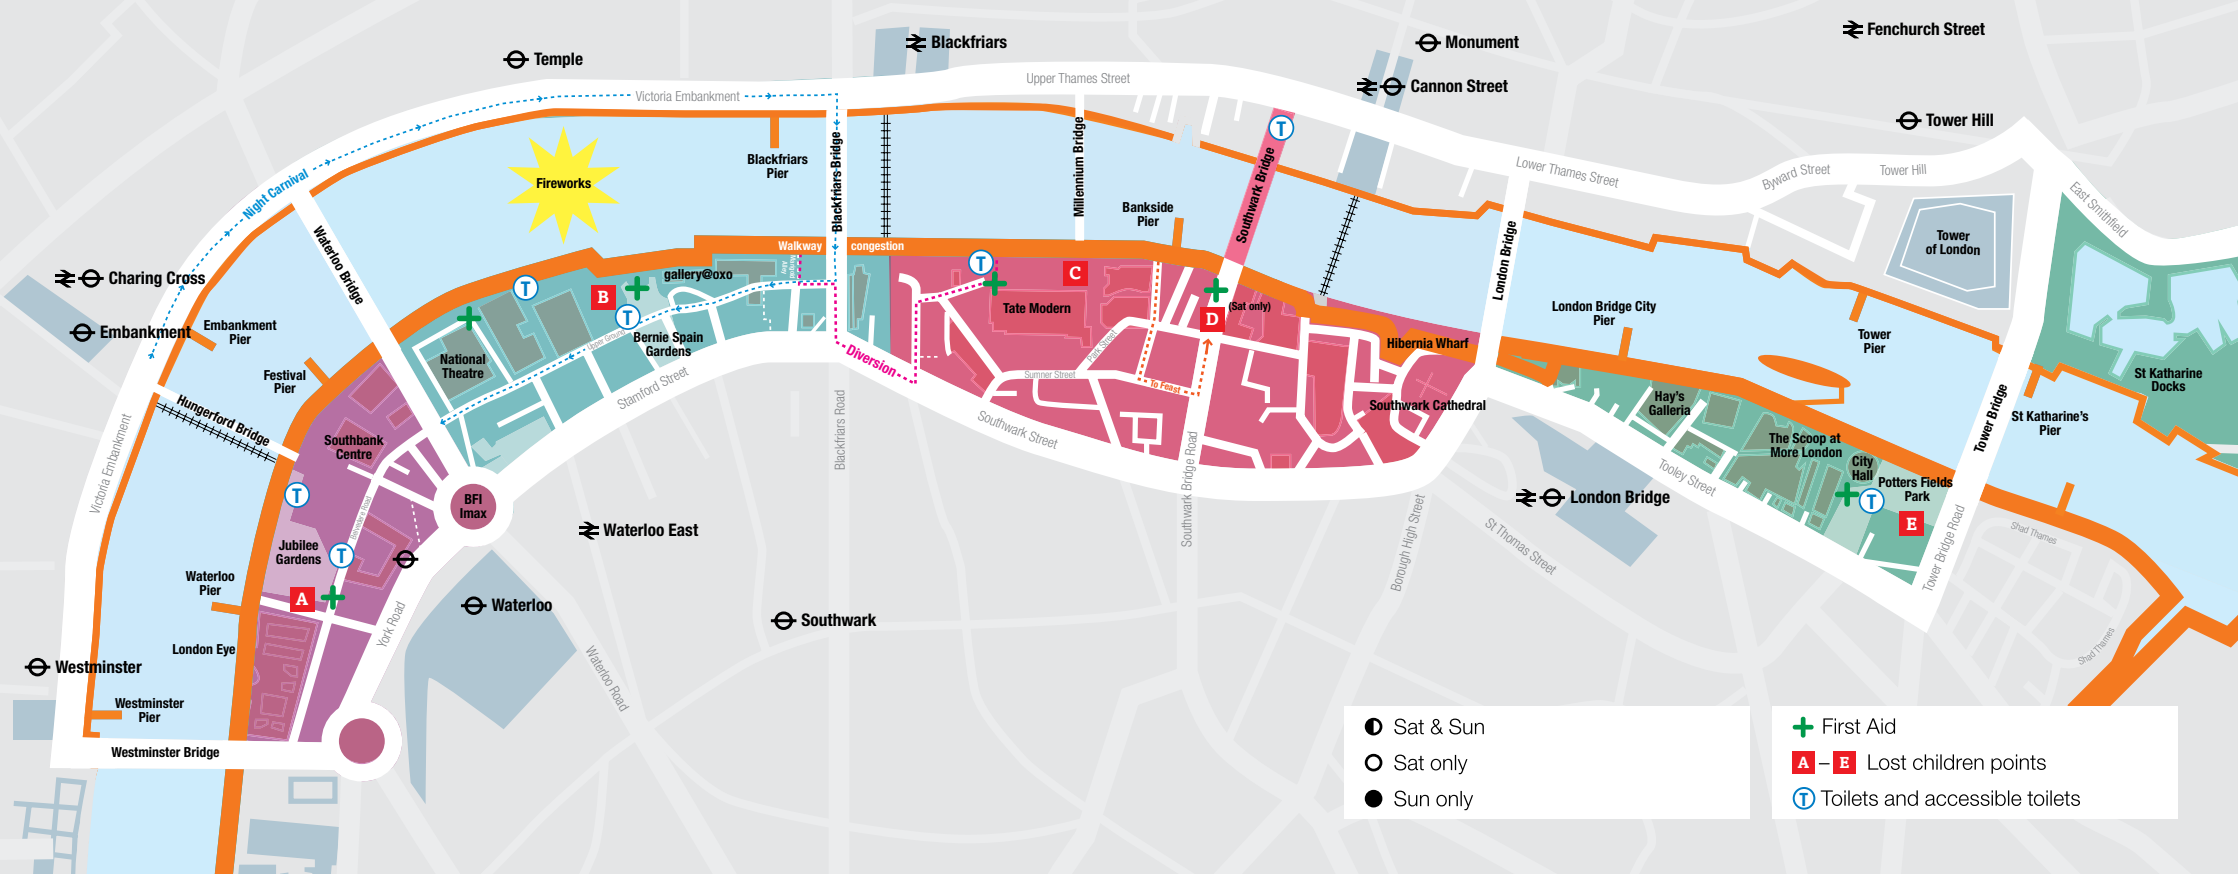 Blackfriars
Monument
Fenchurch Street
Temple
Upper Thames Street
Cannon Street
Victoria Embankment
Tower Hill
Blackfriars
Pier
Fireworks
Blackfriars Bridge
Millennium Bridge
Southwark Bridge
T
Lower Thames Street
Byward Street
Tower Hill
East Smithfield
Night Carnival
Bankside
Pier
Waterloo Bridge
Walkway congestion
London Bridge
Tower
of London
Charing Cross
Embankment
Embankment
Pier
T
B
gallery@oxo
T
Marigold
Alley
T
C
Tate Modern
(Sat only)
D
London Bridge City
Pier
Tower
Pier
Festival
Pier
National
Theatre
Upper Ground
Bernie Spain
Gardens
Diversion
Park Street
Hibernia Wharf
St Katharine
Docks
Hungerford Bridge
Stamford Street
Sumner Street
To Feast
Southwark Cathedral
Hay's
Galleria
Tower Bridge
St Katharine's
Pier
Victoria Embankment
Southbank
Centre
Blackfriars Road
Southwark Street
Southwark Bridge Road
The Scoop at
More London
City
Hall
Potters Fields
Park
T
BFI
Imax
Belvedere Road
Tooley Street
London Bridge
T
E
Jubilee
Gardens
T
Waterloo East
Borough High Street
St Thomas Street
Tower Bridge Road
Shad Thames
Waterloo
Pier
A
York Road
Waterloo
Southwark
Shad Thames
London Eye
Westminster
Waterloo Road
Westminster
Pier
Westminster Bridge
Sat & Sun
Sat only
Sun only
First Aid
A – E Lost children points
T Toilets and accessible toilets